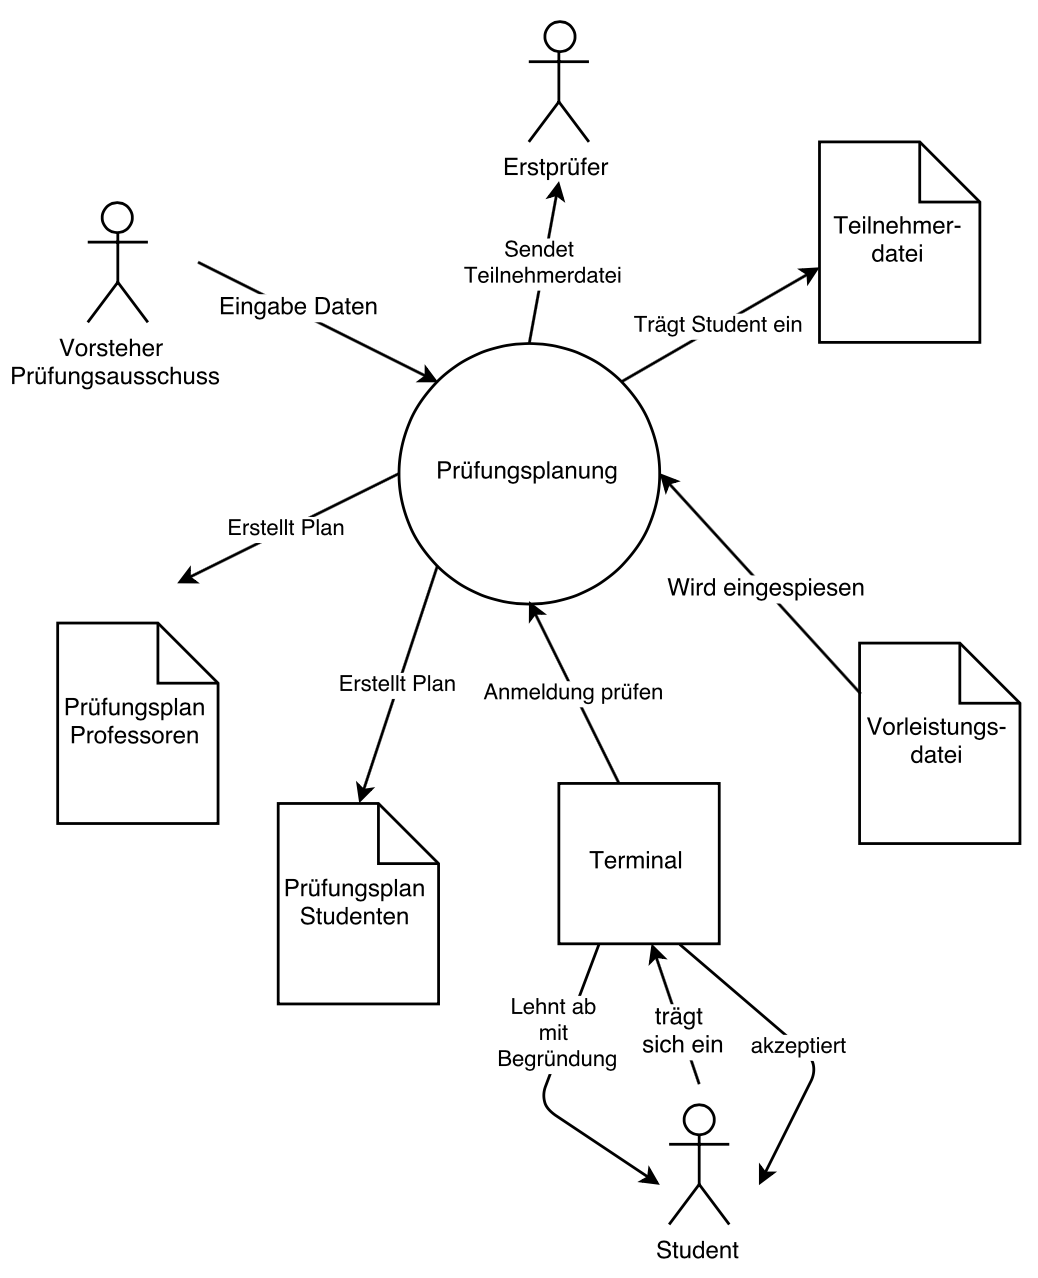 Erstprüfer
Teilnehmer-
datei
Sendet
Teilnehmerdatei
Eingabe Daten
Trägt Student ein
Vorsteher
Prüfungsausschuss
Prüfungsplanung
Erstellt Plan
Wird eingespiesen
Erstellt Plan
Anmeldung prüfen
Prüfungsplan
Professoren
Vorleistungs-
datei
Terminal
Prüfungsplan
Studenten
Lehnt ab
mit
Begründung
trägt
sich ein
akzeptiert
Student